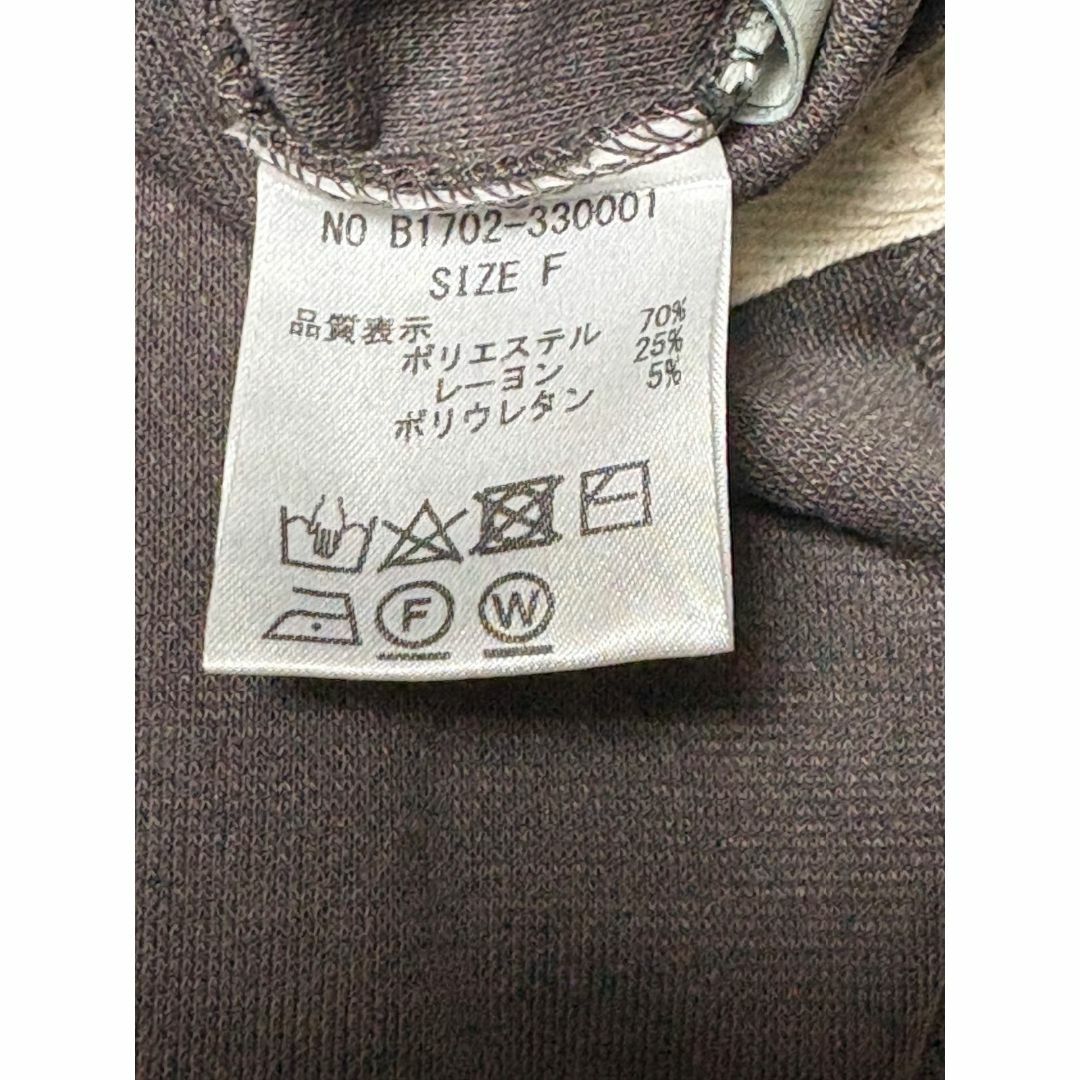 NO B1702-330001
SIZE F
品質表示
ポリエステル 70%
レーヨン 25%
ポリウレタン 5%
F W